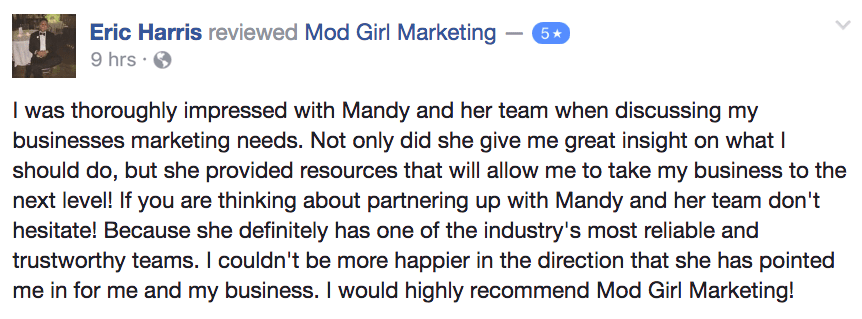 Eric Harris reviewed Mod Girl Marketing — 5★
9 hrs ·
I was thoroughly impressed with Mandy and her team when discussing my
businesses marketing needs. Not only did she give me great insight on what I
should do, but she provided resources that will allow me to take my business to the
next level! If you are thinking about partnering up with Mandy and her team don't
hesitate! Because she definitely has one of the industry's most reliable and
trustworthy teams. I couldn't be more happier in the direction that she has pointed
me in for me and my business. I would highly recommend Mod Girl Marketing!